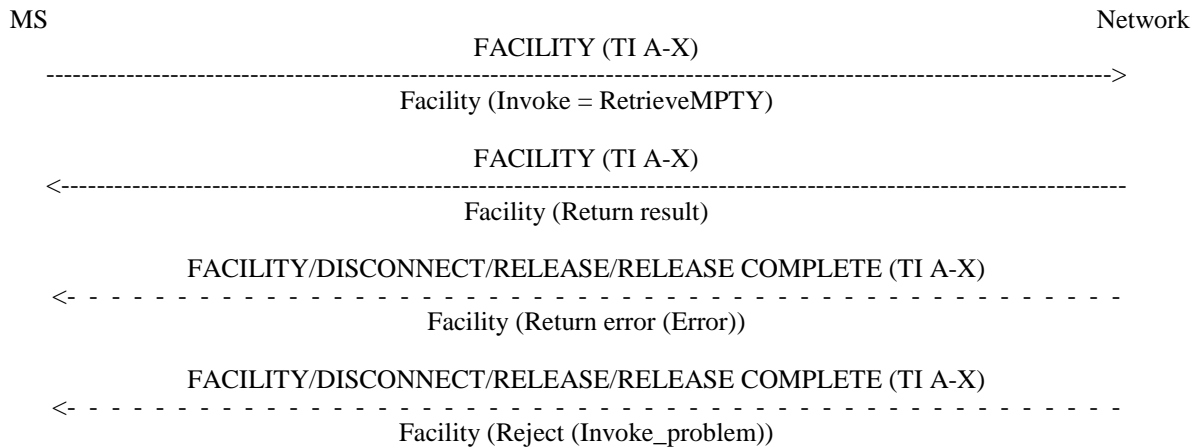 MS Network
FACILITY (TI A-X)
------------------------------------------------------------------------------------------------------------------------------------------------------>
Facility (Invoke = RetrieveMPTY)
FACILITY (TI A-X)
<------------------------------------------------------------------------------------------------------------------------------------------------------
Facility (Return result)
FACILITY/DISCONNECT/RELEASE/RELEASE COMPLETE (TI A-X)
<- - - - - - - - - - - - - - - - - - - - - - - - - - - - - - - - - - - - - - - - - - - - - - - -
Facility (Return error (Error))
FACILITY/DISCONNECT/RELEASE/RELEASE COMPLETE (TI A-X)
<- - - - - - - - - - - - - - - - - - - - - - - - - - - - - - - - - - - - - - - - - - - - - - - -
Facility (Reject (Invoke_problem))